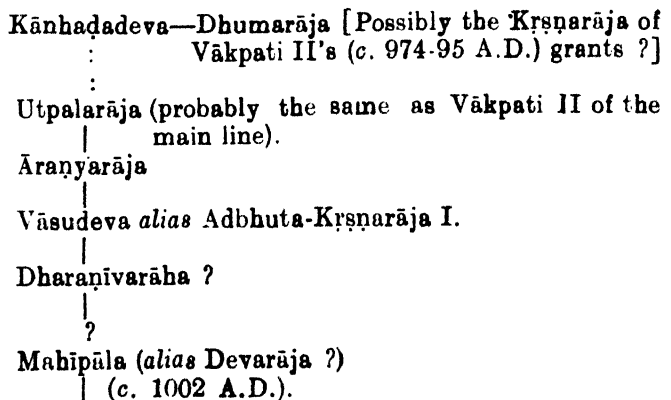 Kānhaḍadeva—Dhumarāja [Possibly the Kṛṣṇarāja of
:    Vākpati II's (c. 974-95 A.D.) grants ?]
:
Utpalarāja (probably the same as Vākpati II of the
|    main line).
Āraṇyarāja
|
Vāsudeva alias Adbhuta-Kṛṣṇarāja I.
|
Dharaṇīvarāha ?
|
?
Mahīpāla (alias Devarāja ?)
| (c. 1002 A.D.).